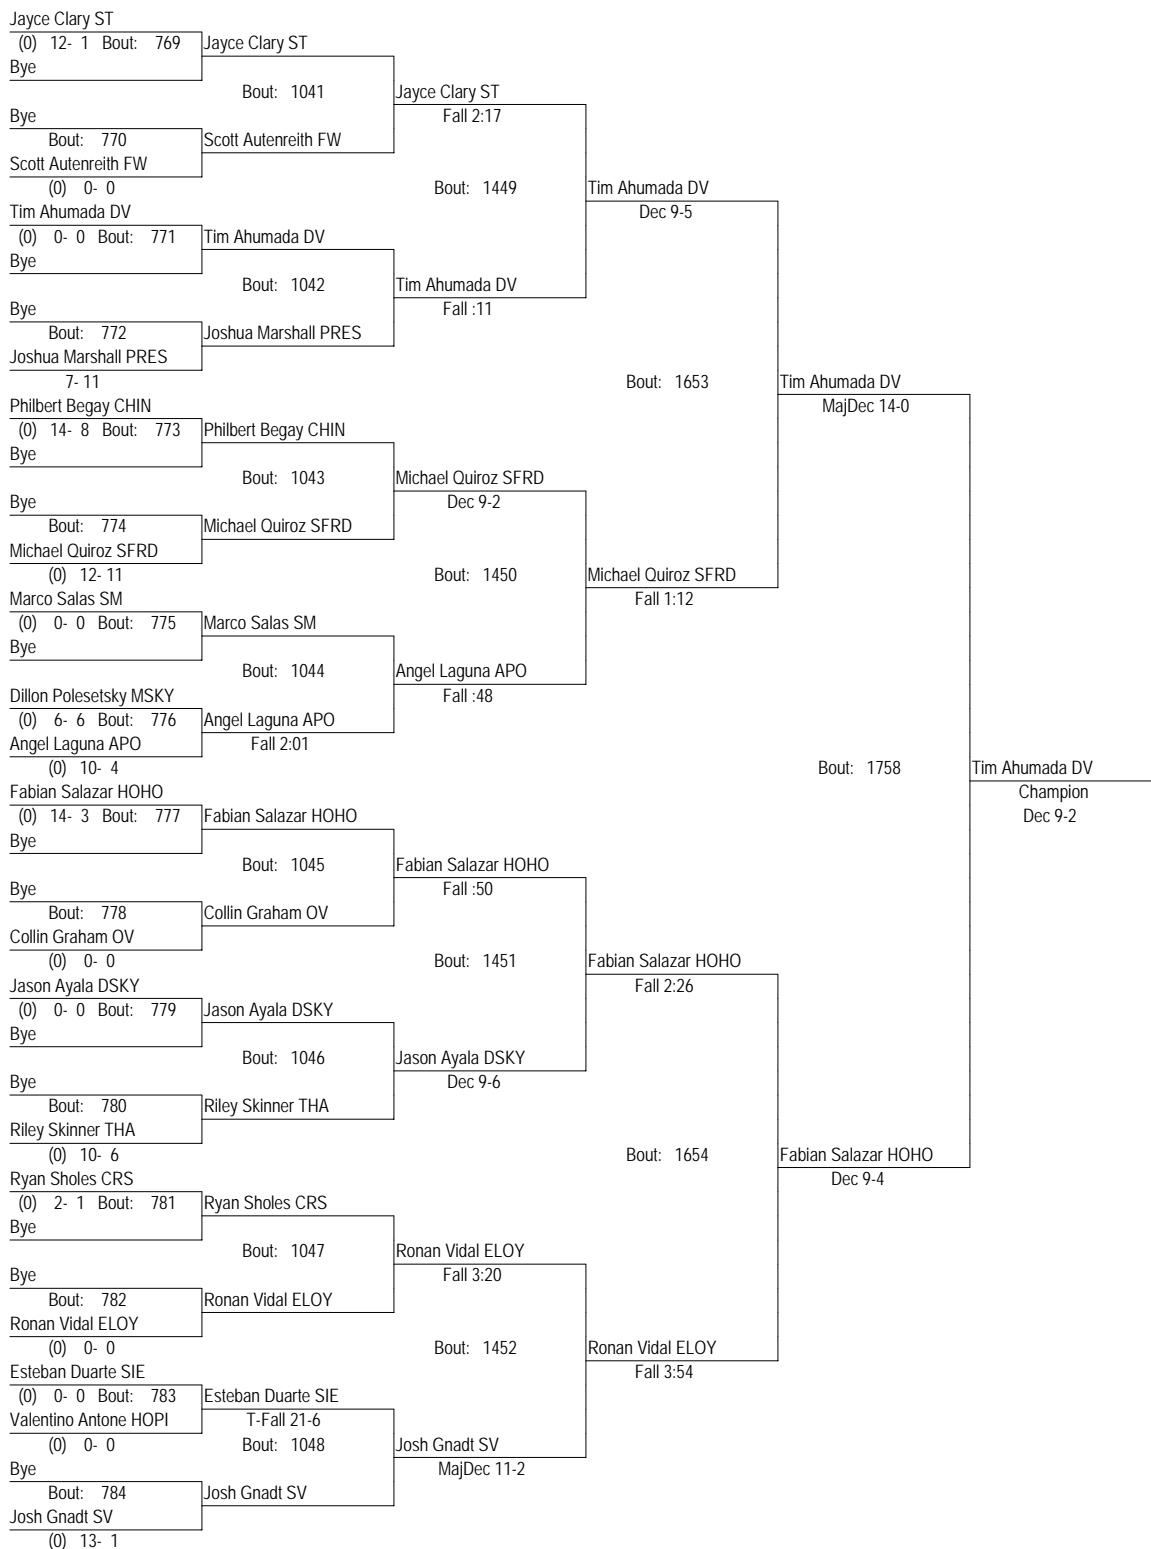 Jayce Clary ST
(0) 12- 1 Bout: 769 Jayce Clary ST
Bye
Bout: 1041 Jayce Clary ST
Bye Fall 2:17
Bout: 770 Scott Autenreith FW
Scott Autenreith FW
(0) 0- 0 Bout: 1449 Tim Ahumada DV
Tim Ahumada DV Dec 9-5
(0) 0- 0 Bout: 771 Tim Ahumada DV
Bye
Bout: 1042 Tim Ahumada DV
Bye Fall :11
Bout: 772 Joshua Marshall PRES
Joshua Marshall PRES
7- 11 Bout: 1653 Tim Ahumada DV
Philbert Begay CHIN MajDec 14-0
(0) 14- 8 Bout: 773 Philbert Begay CHIN
Bye
Bout: 1043 Michael Quiroz SFRD
Bye Dec 9-2
Bout: 774 Michael Quiroz SFRD
Michael Quiroz SFRD
(0) 12- 11 Bout: 1450 Michael Quiroz SFRD
Marco Salas SM Fall 1:12
(0) 0- 0 Bout: 775 Marco Salas SM
Bye
Bout: 1044 Angel Laguna APO
Dillon Polesetsky MSKY Fall :48
(0) 6- 6 Bout: 776 Angel Laguna APO
Angel Laguna APO Fall 2:01
(0) 10- 4 Bout: 1758 Tim Ahumada DV
Fabian Salazar HOHO Champion
(0) 14- 3 Bout: 777 Fabian Salazar HOHO Dec 9-2
Bye
Bout: 1045 Fabian Salazar HOHO
Bye Fall :50
Bout: 778 Collin Graham OV
Collin Graham OV
(0) 0- 0 Bout: 1451 Fabian Salazar HOHO
Jason Ayala DSKY Fall 2:26
(0) 0- 0 Bout: 779 Jason Ayala DSKY
Bye
Bout: 1046 Jason Ayala DSKY
Bye Dec 9-6
Bout: 780 Riley Skinner THA
Riley Skinner THA
(0) 10- 6 Bout: 1654 Fabian Salazar HOHO
Ryan Sholes CRS Dec 9-4
(0) 2- 1 Bout: 781 Ryan Sholes CRS
Bye
Bout: 1047 Ronan Vidal ELOY
Bye Fall 3:20
Bout: 782 Ronan Vidal ELOY
Ronan Vidal ELOY
(0) 0- 0 Bout: 1452 Ronan Vidal ELOY
Esteban Duarte SIE Fall 3:54
(0) 0- 0 Bout: 783 Esteban Duarte SIE
Valentino Antone HOPI T-Fall 21-6
(0) 0- 0 Bout: 1048 Josh Gnadt SV
Bye MajDec 11-2
Bout: 784 Josh Gnadt SV
Josh Gnadt SV
(0) 13- 1